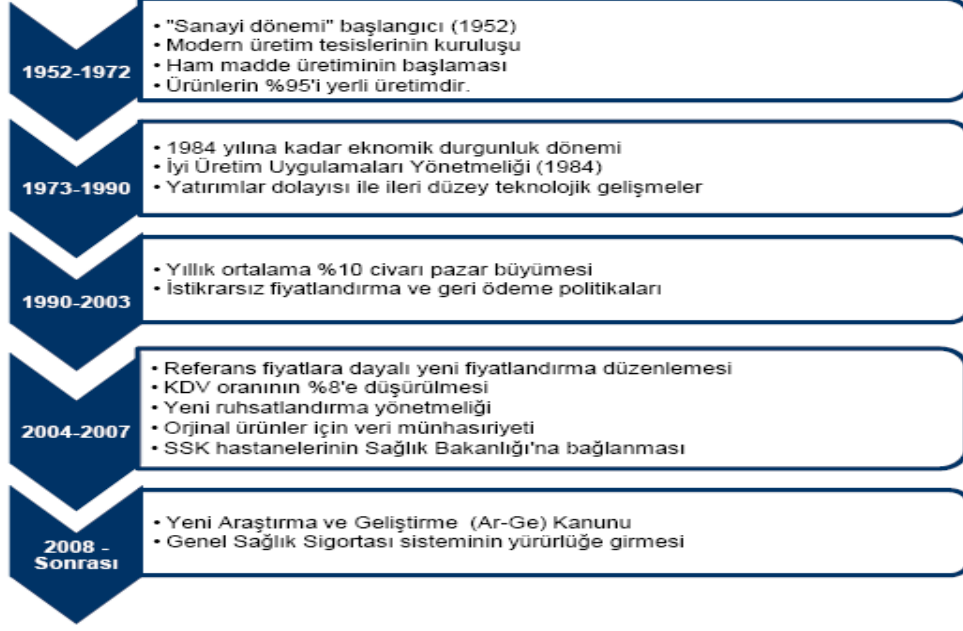 1952-1972
• "Sanayi dönemi" başlangıcı (1952)
• Modern üretim tesislerinin kuruluşu
• Ham madde üretiminin başlaması
• Ürünlerin %95'i yerli üretimdir.
1973-1990
• 1984 yılına kadar eknomik durgunluk dönemi
• İyi Üretim Uygulamaları Yönetmeliği (1984)
• Yatırımlar dolayısı ile ileri düzey teknolojik gelişmeler
1990-2003
• Yıllık ortalama %10 civarı pazar büyümesi
• İstikrarsız fiyatlandırma ve geri ödeme politikaları
2004-2007
• Referans fiyatlara dayalı yeni fiyatlandırma düzenlemesi
• KDV oranının %8'e düşürülmesi
• Yeni ruhsatlandırma yönetmeliği
• Orjinal ürünler için veri münhasıriyeti
• SSK hastanelerinin Sağlık Bakanlığı'na bağlanması
2008 -
Sonrası
• Yeni Araştırma ve Geliştirme (Ar-Ge) Kanunu
• Genel Sağlık Sigortası sisteminin yürürlüğe girmesi